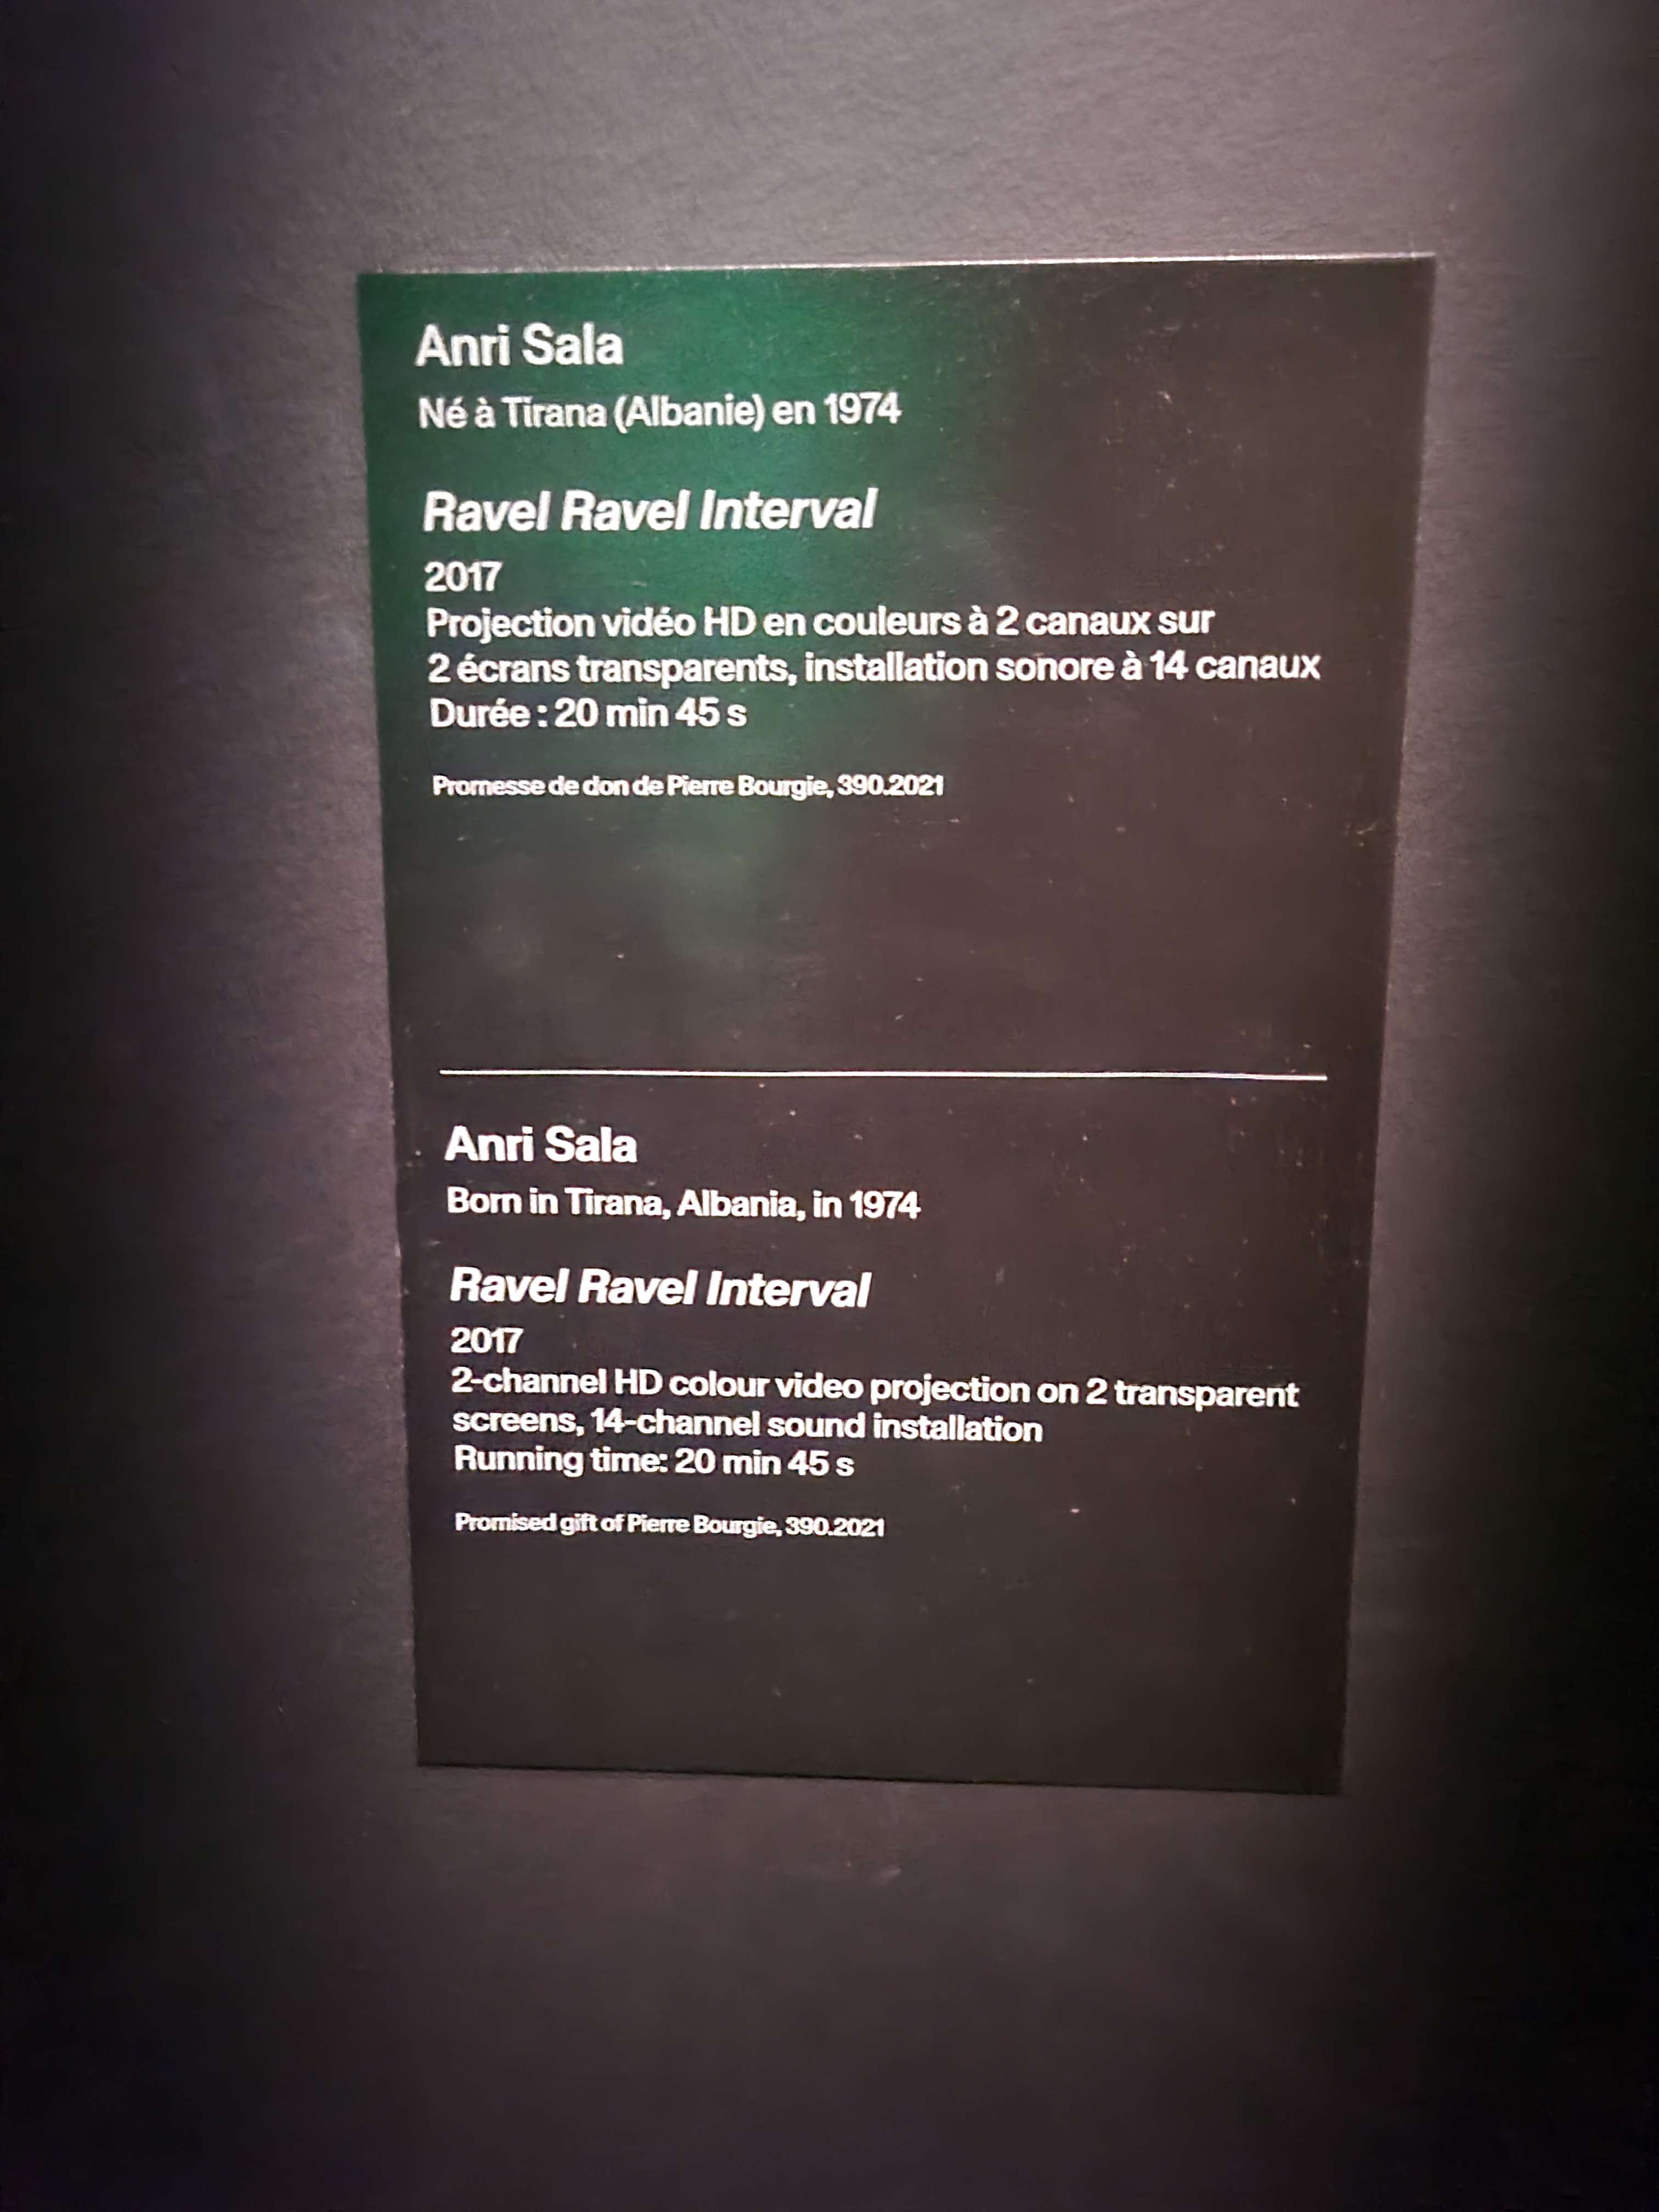 Anri Sala
Né à Tirana (Albanie) en 1974
Ravel Ravel Interval
2017
Projection vidéo HD en couleurs à 2 canaux sur
2 écrans transparents, installation sonore à 14 canaux
Durée : 20 min 45 s
Promesse de don de Pierre Bourgie, 390.2021
Anri Sala
Born in Tirana, Albania, in 1974
Ravel Ravel Interval
2017
2-channel HD colour video projection on 2 transparent
screens, 14-channel sound installation
Running time: 20 min 45 s
Promised gift of Pierre Bourgie, 390.2021